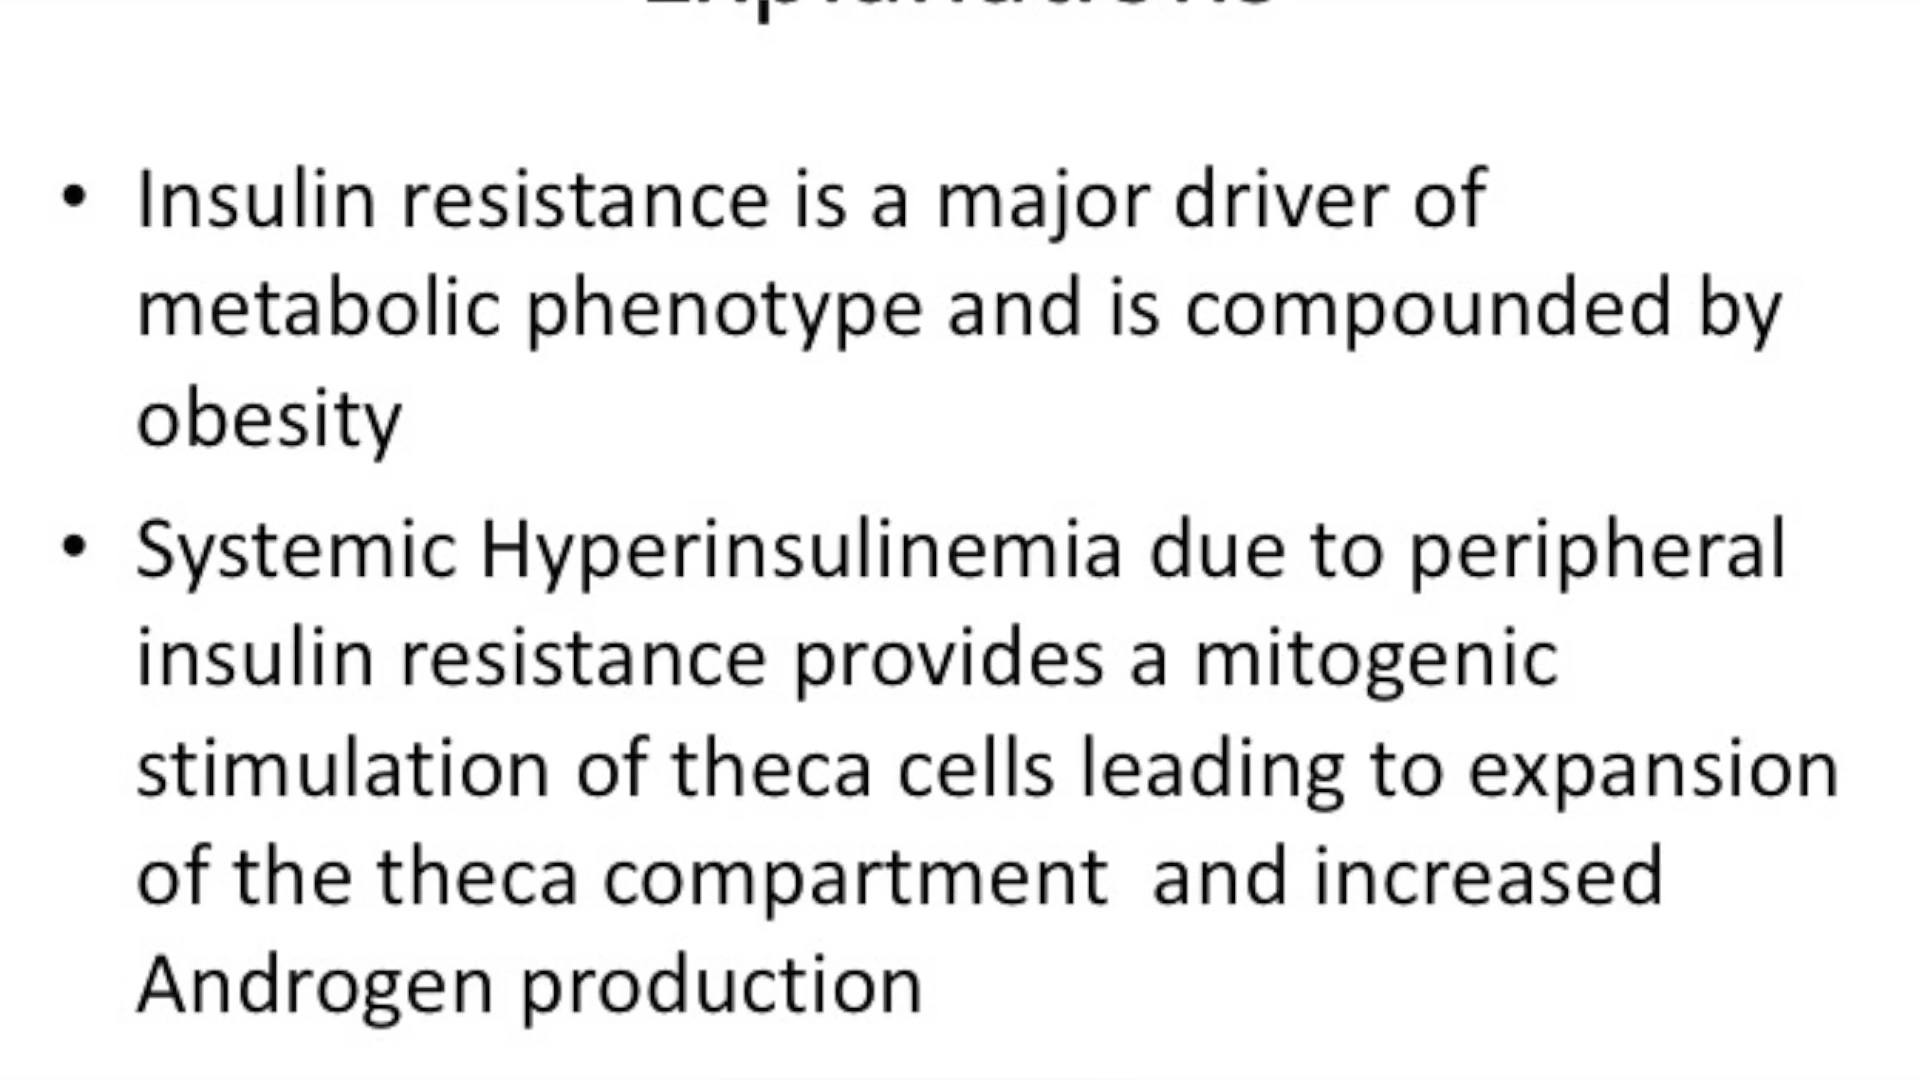 • Insulin resistance is a major driver of
metabolic phenotype and is compounded by
obesity
• Systemic Hyperinsulinemia due to peripheral
insulin resistance provides a mitogenic
stimulation of theca cells leading to expansion
of the theca compartment  and increased
Androgen production